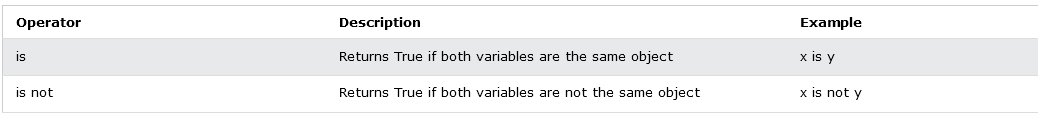 Operator Description Example
is Returns True if both variables are the same object x is y
is not Returns True if both variables are not the same object x is not y